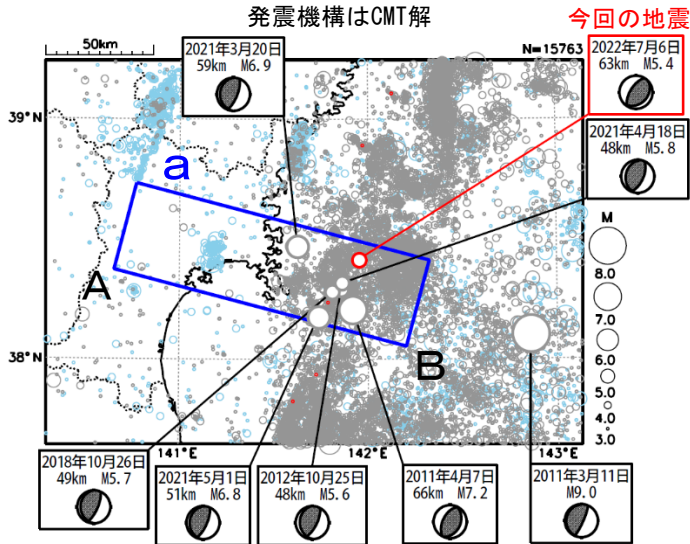 発震機構はCMT解
今回の地震
50km
N=15763
2021年3月20日
59km M6.9
2022年7月6日
63km M5.4
2021年4月18日
48km M5.8
39°N
38°N
a
A
B
M
8.0
7.0
6.0
5.0
4.0
3.0
141°E
142°E
143°E
2018年10月26日
49km M5.7
2021年5月1日
51km M6.8
2012年10月25日
48km M5.6
2011年4月7日
66km M7.2
2011年3月11日
M9.0